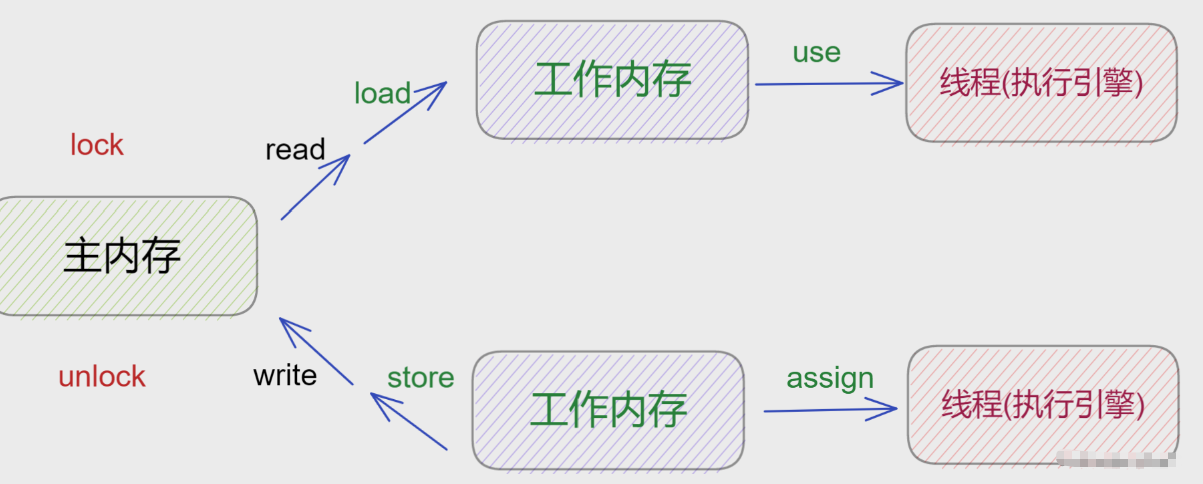 use
工作内存
线程(执行引擎)
load
lock
read
主内存
unlock
write
store
工作内存
assign
线程(执行引擎)